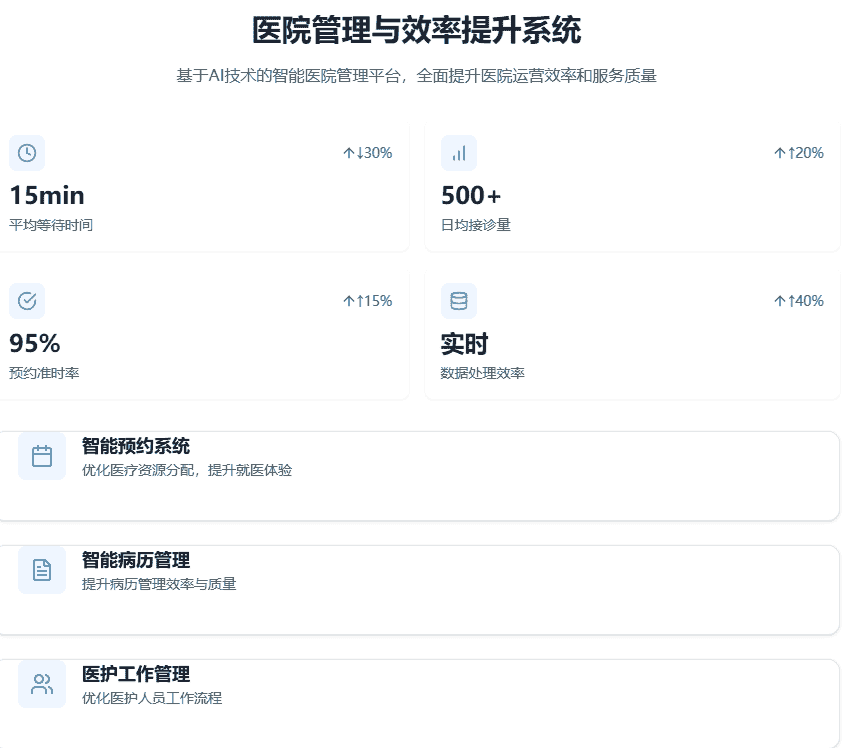 医院管理与效率提升系统
基于AI技术的智能医院管理平台，全面提升医院运营效率和服务质量
↑↓30%
15min
平均等待时间
↑↑20%
500+
日均接诊量
↑↑15%
95%
预约准时率
↑↑40%
实时
数据处理效率
智能预约系统
优化医疗资源分配，提升就医体验
智能病历管理
提升病历管理效率与质量
医护工作管理
优化医护人员工作流程